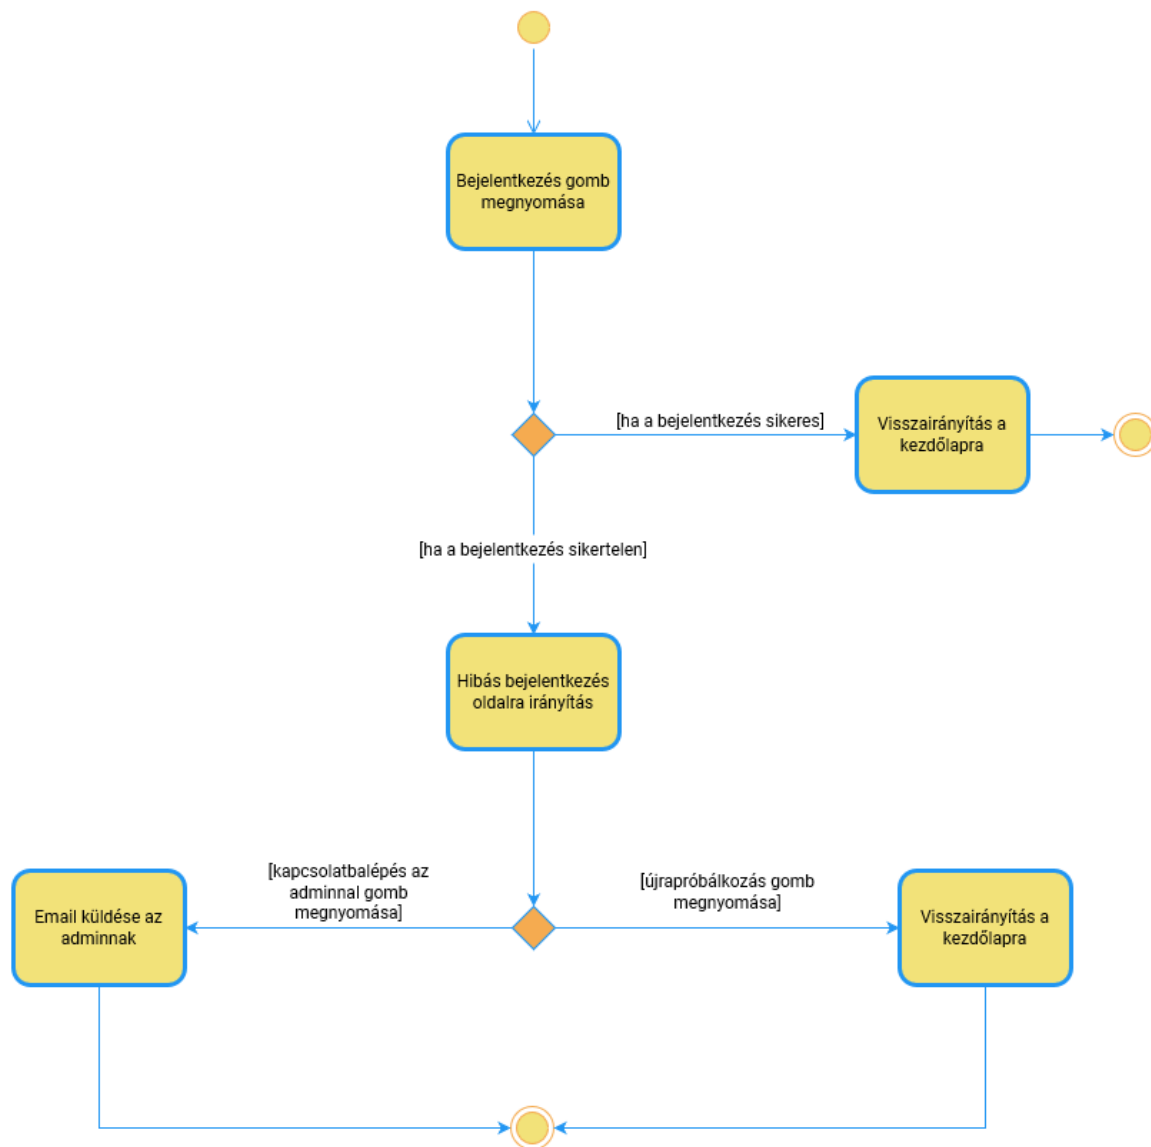 Bejelentkezés gomb
megnyomása
[ha a bejelentkezés sikeres]
Visszairányítás a
kezdőlapra
[ha a bejelentkezés sikertelen]
Hibás bejelentkezés
oldalra irányítás
[kapcsolatbalépés az
adminnal gomb
megnyomása]
[újrapróbálkozás gomb
megnyomása]
Email küldése az
adminnak
Visszairányítás a
kezdőlapra